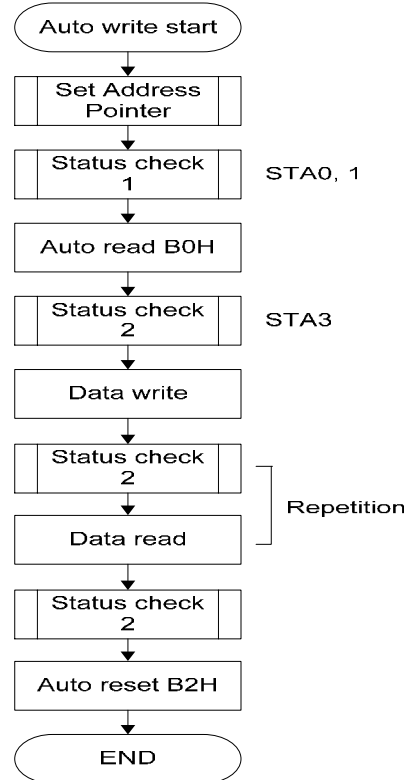 Auto write start
Set Address
Pointer
Status check
1
STA0, 1
Auto read B0H
Status check
2
STA3
Data write
Status check
2
Repetition
Data read
Status check
2
Auto reset B2H
END